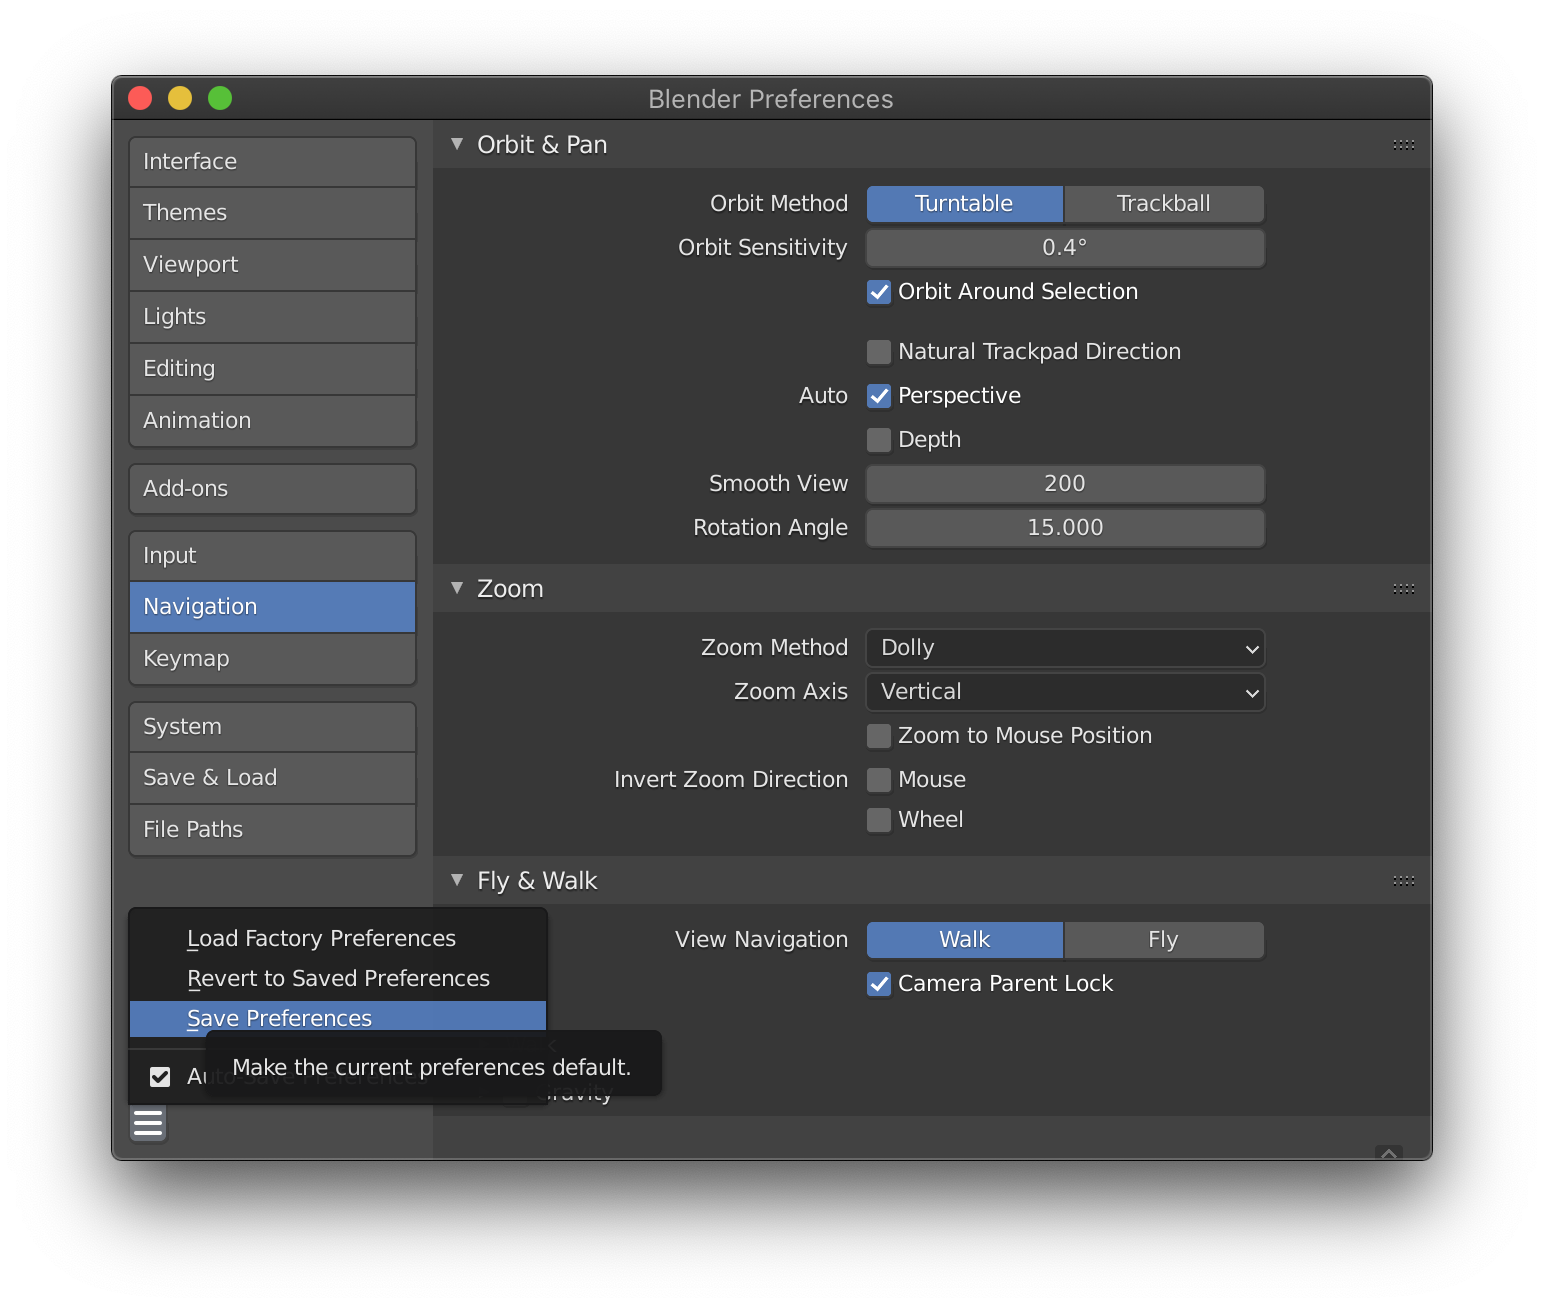 Blender Preferences
Interface
Themes
Viewport
Lights
Editing
Animation
Add-ons
Input
Navigation
Keymap
System
Save & Load
File Paths
Load Factory Preferences
Revert to Saved Preferences
Save Preferences
Auto-Save Preferences
Make the current preferences default.
Orbit & Pan
Orbit Method Turntable Trackball
Orbit Sensitivity 0.4°
Orbit Around Selection
Natural Trackpad Direction
Auto Perspective
Depth
Smooth View 200
Rotation Angle 15.000
Zoom
Zoom Method Dolly
Zoom Axis Vertical
Zoom to Mouse Position
Invert Zoom Direction Mouse
Wheel
Fly & Walk
View Navigation Walk Fly
Camera Parent Lock
Gravity